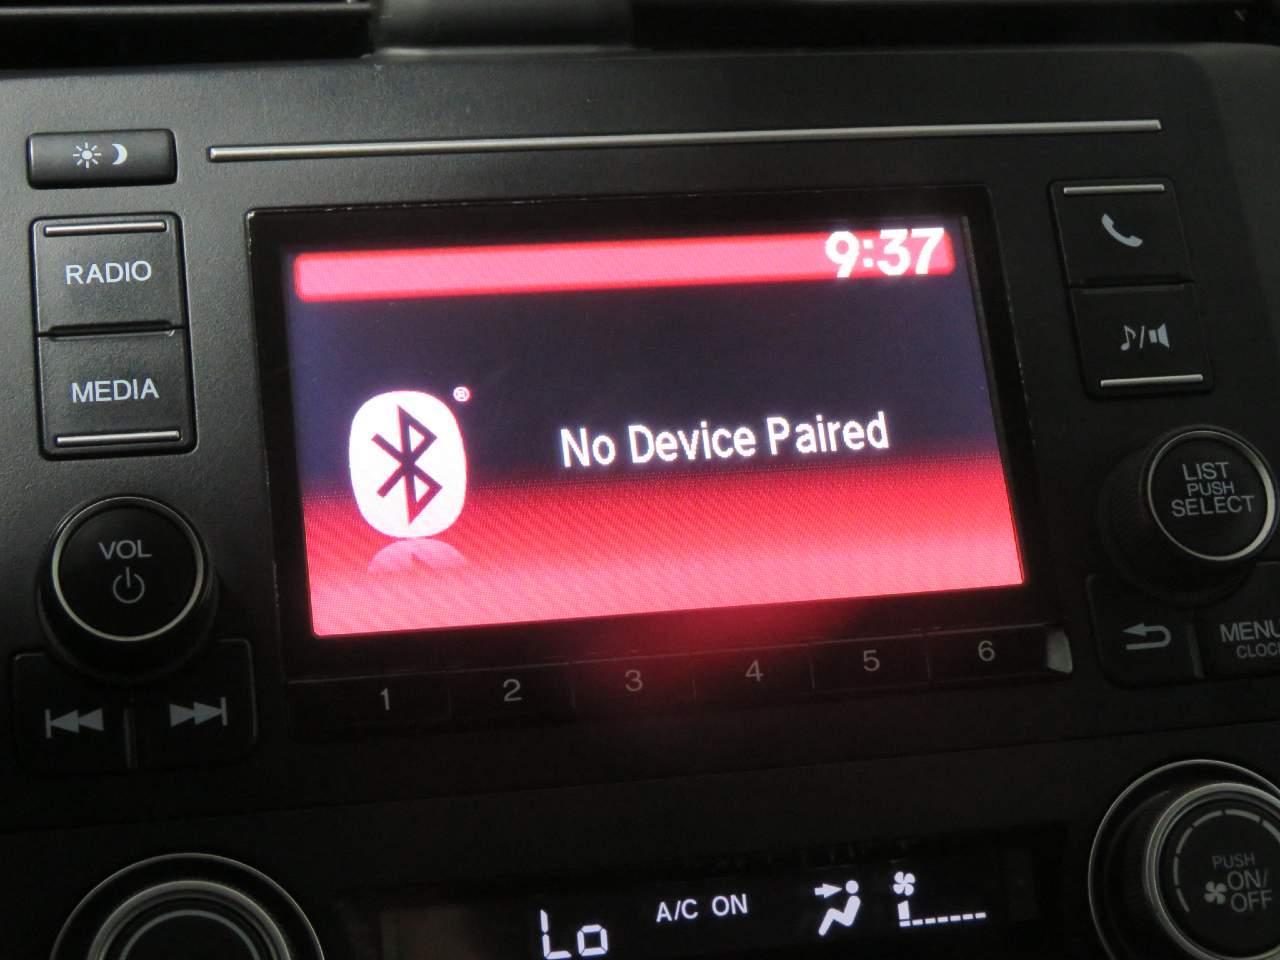 9:37
RADIO
MEDIA
®
No Device Paired
VOL
LIST
PUSH
SELECT
MENU
CLOCK
1 2 3 4 5 6
Lo
A/C ON
PUSH
ON/
OFF